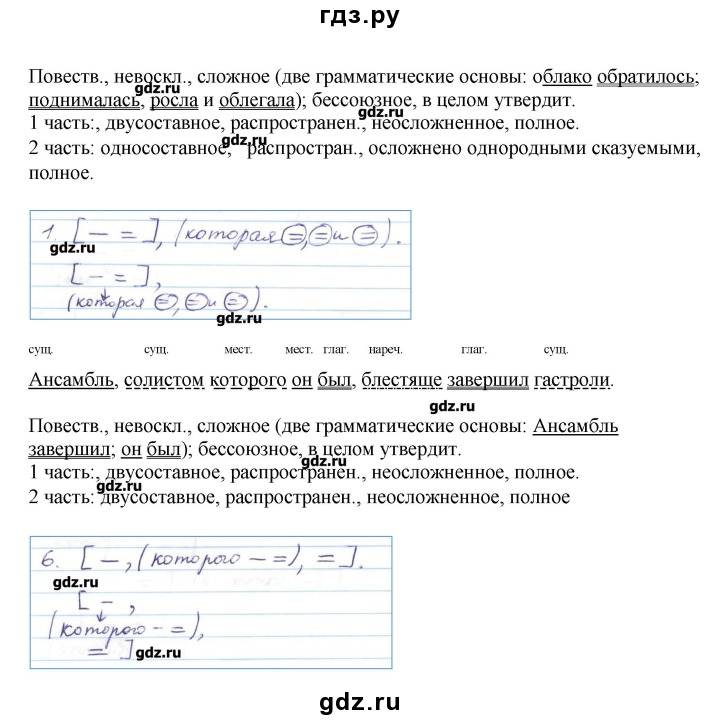 гдз.ру
Повеств., невоскл., сложное (две грамматические основы: облако обратилось;
gdz.ru
поднималась, росла и облегала); бессоюзное, в целом утвердит.
gdz.ru
1 часть:, двусоставное, распространен., неосложненное, полное.
gdz.ru
2 часть: односоставное, распростран., осложнено однородными сказуемыми,
полное.
1. [ — = ], (которая =, = и = ).
gdz.ru
[ - = ],
(которая =, = и = ).
gdz.ru
сущ. сущ. мест. мест. глаг. нареч. глаг. сущ.
Ансамбль, солистом которого он был, блестяще завершил гастроли.
gdz.ru
Повеств., невоскл., сложное (две грамматические основы: Ансамбль
завершил; он был); бессоюзное, в целом утвердит.
gdz.ru
1 часть:, двусоставное, распространен., неосложненное, полное.
gdz.ru
2 часть: двусоставное, распространен., неосложненное, полное
6. [ —, (которого — =), = ].
gdz.ru
[ - ,
(которого - =),
= ]
gdz.ru
gdz.ru